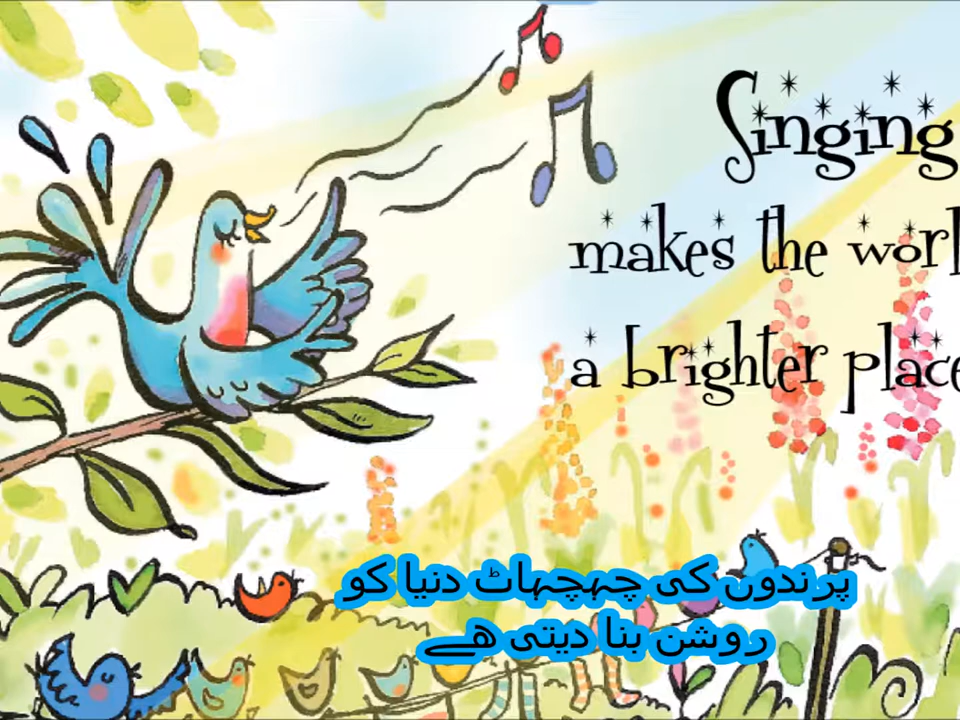 Singing
makes the worl
a brighter place
پرندوں کی چہچہاٹ دنیا کو
روشن بنا دیتی ھے